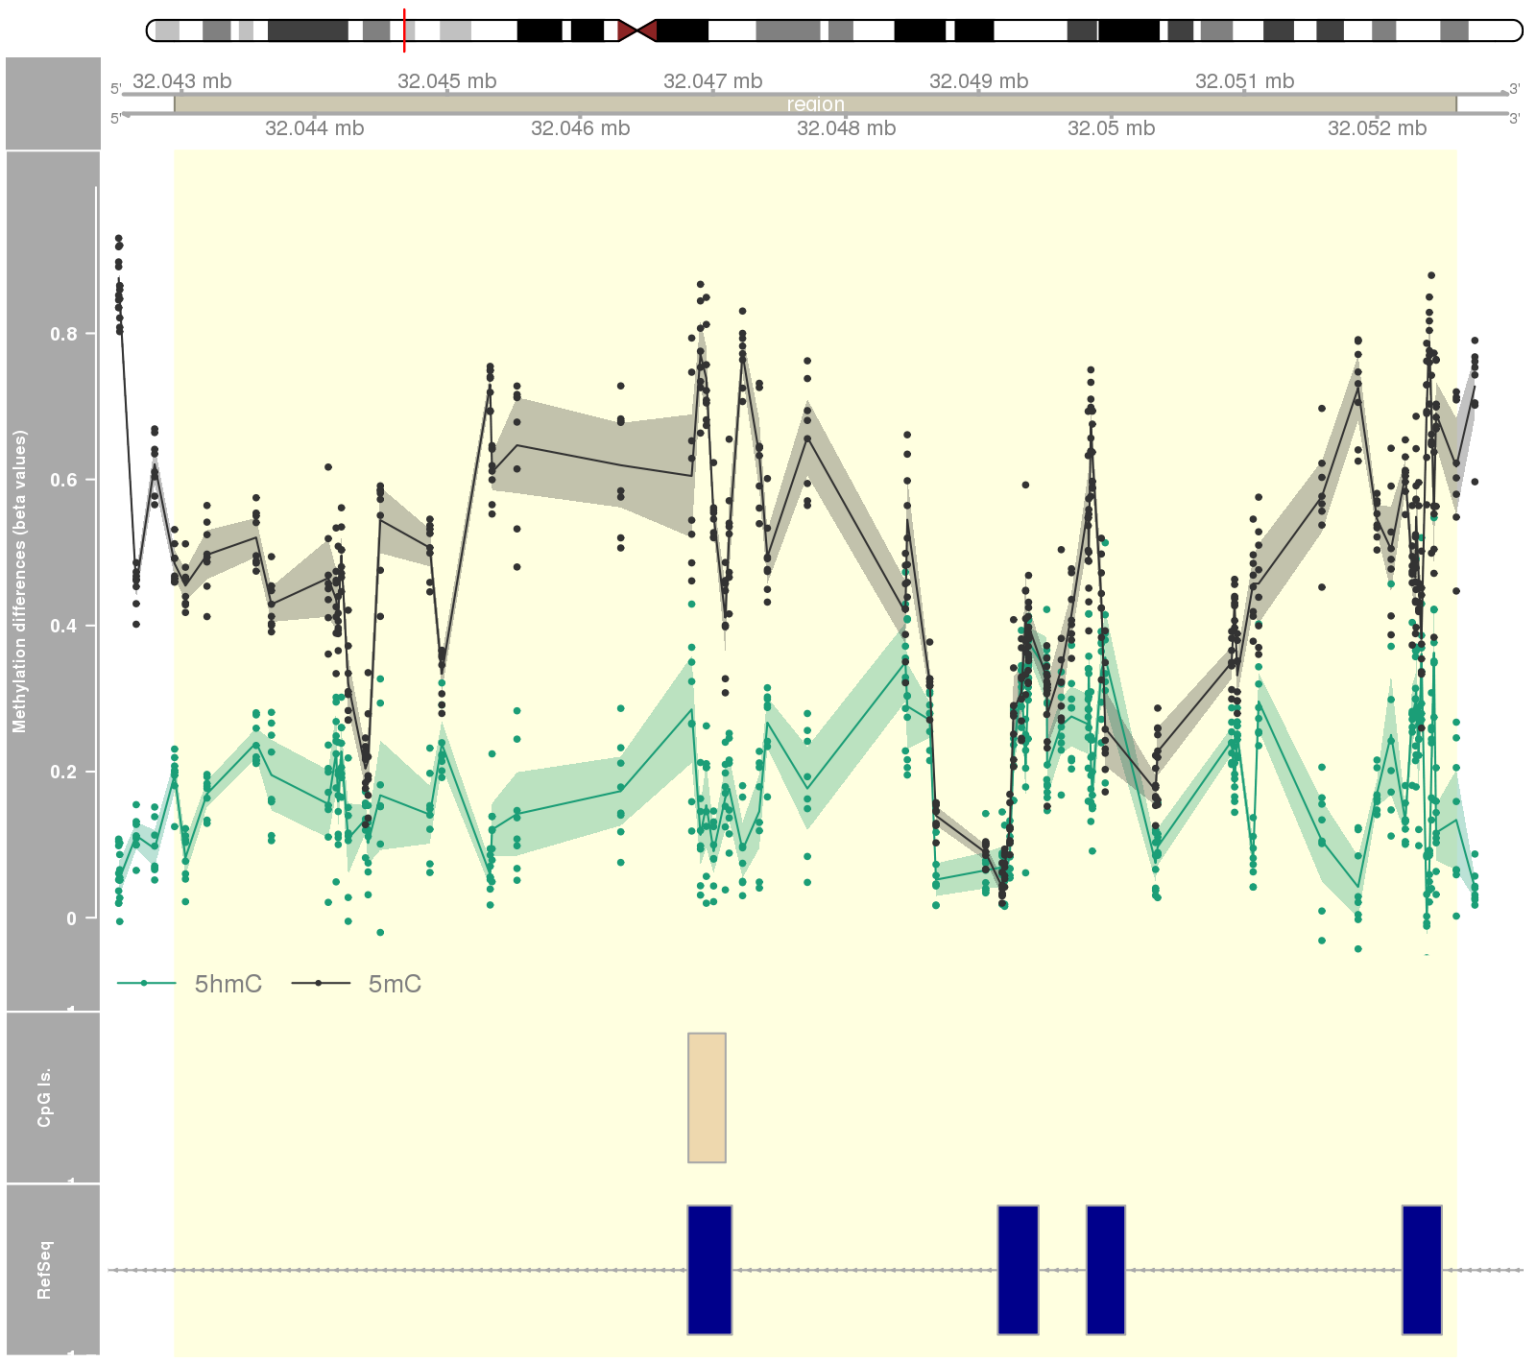 32.043 mb 32.045 mb 32.047 mb 32.049 mb 32.051 mb
5' 3'
region
5' 3'
32.044 mb 32.046 mb 32.048 mb 32.05 mb 32.052 mb
Methylation differences (beta values)
0.8
0.6
0.4
0.2
0
5hmC 5mC
CpG Is.
RefSeq